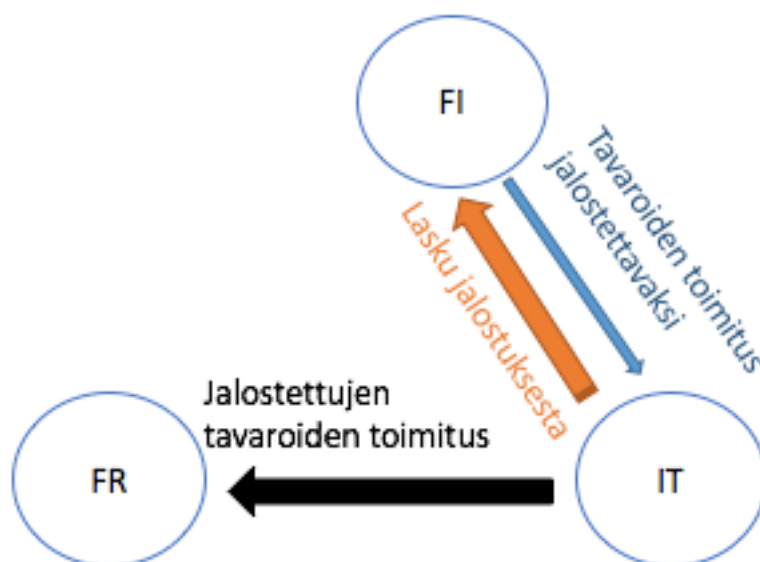 FI
Tavaroiden toimitus
jalostettavaksi
Lasku jalostuksesta
Jalostettujen
tavaroiden toimitus
FR
IT